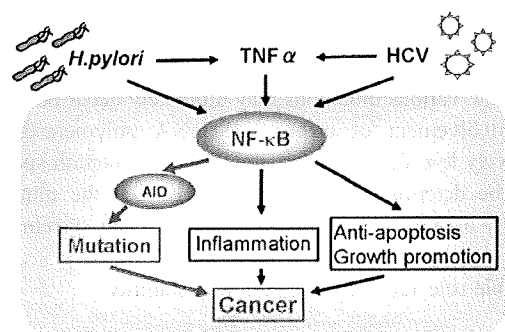 H.pylori
TNFα
HCV
NF-κB
AID
Mutation
Inflammation
Anti-apoptosis
Growth promotion
Cancer